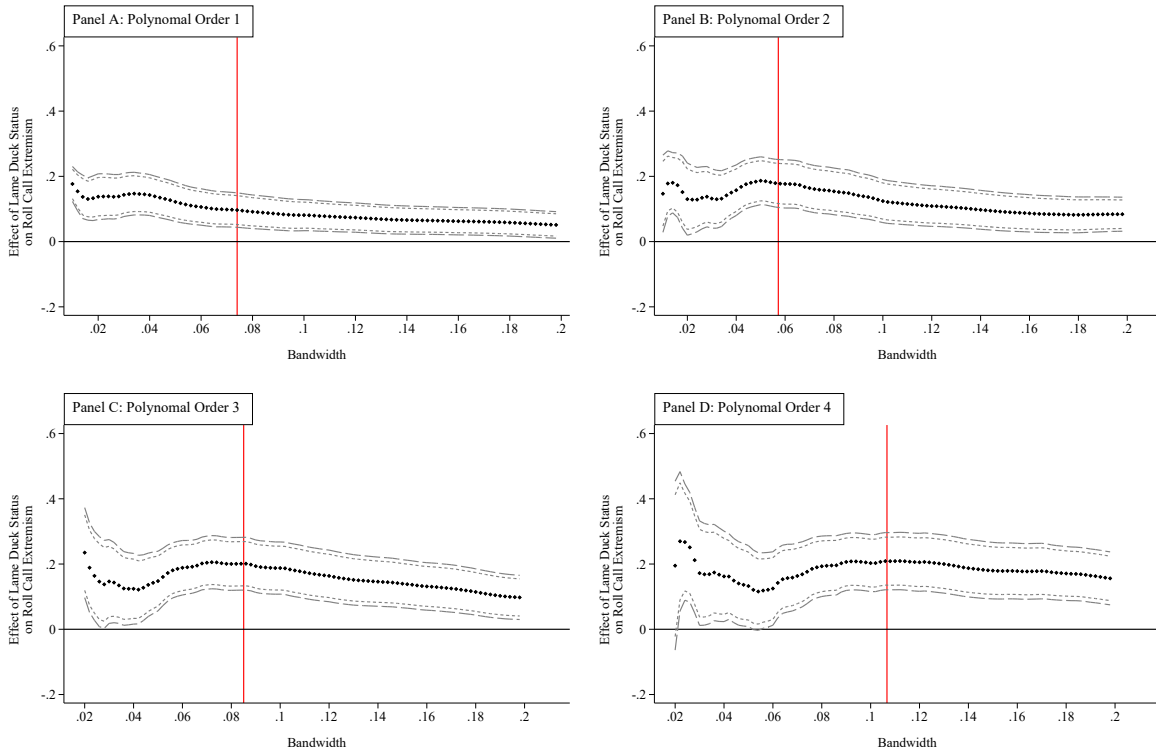 Panel A: Polynomal Order 1
Effect of Lame Duck Status
on Roll Call Extremism
.6
.4
.2
0
-.2
.02 .04 .06 .08 .1 .12 .14 .16 .18 .2
Bandwidth
Panel B: Polynomal Order 2
Effect of Lame Duck Status
on Roll Call Extremism
.6
.4
.2
0
-.2
.02 .04 .06 .08 .1 .12 .14 .16 .18 .2
Bandwidth
Panel C: Polynomal Order 3
Effect of Lame Duck Status
on Roll Call Extremism
.6
.4
.2
0
-.2
.02 .04 .06 .08 .1 .12 .14 .16 .18 .2
Bandwidth
Panel D: Polynomal Order 4
Effect of Lame Duck Status
on Roll Call Extremism
.6
.4
.2
0
-.2
.02 .04 .06 .08 .1 .12 .14 .16 .18 .2
Bandwidth